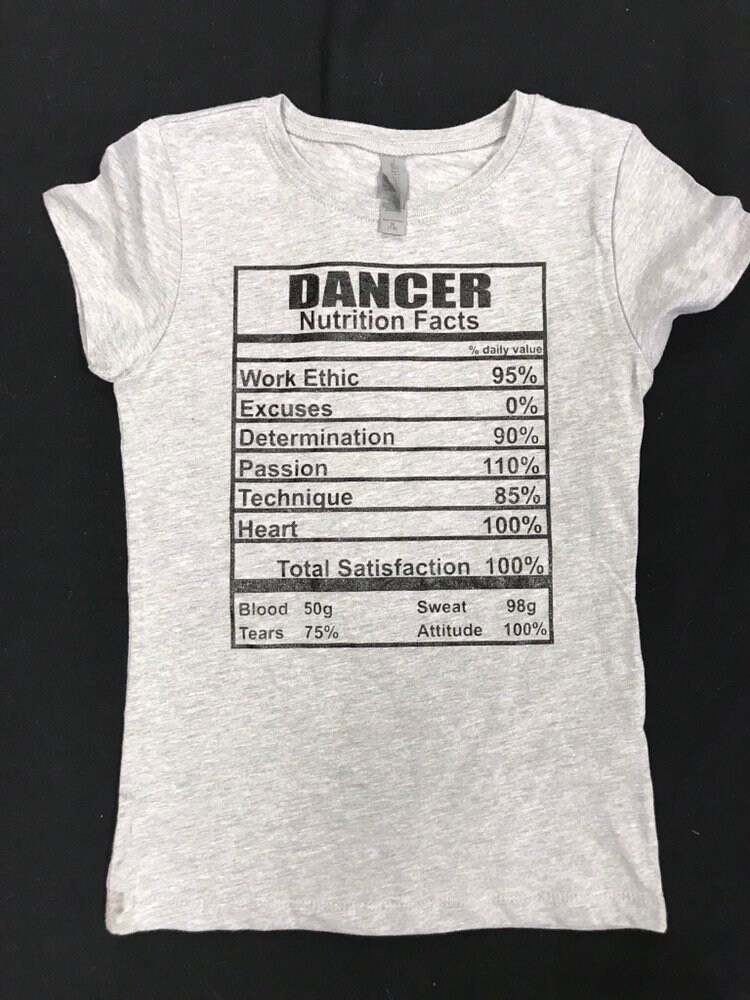 DANCER
Nutrition Facts
% daily value
Work Ethic 95%
Excuses 0%
Determination 90%
Passion 110%
Technique 85%
Heart 100%
Total Satisfaction 100%
Blood 50g Sweat 98g
Tears 75% Attitude 100%